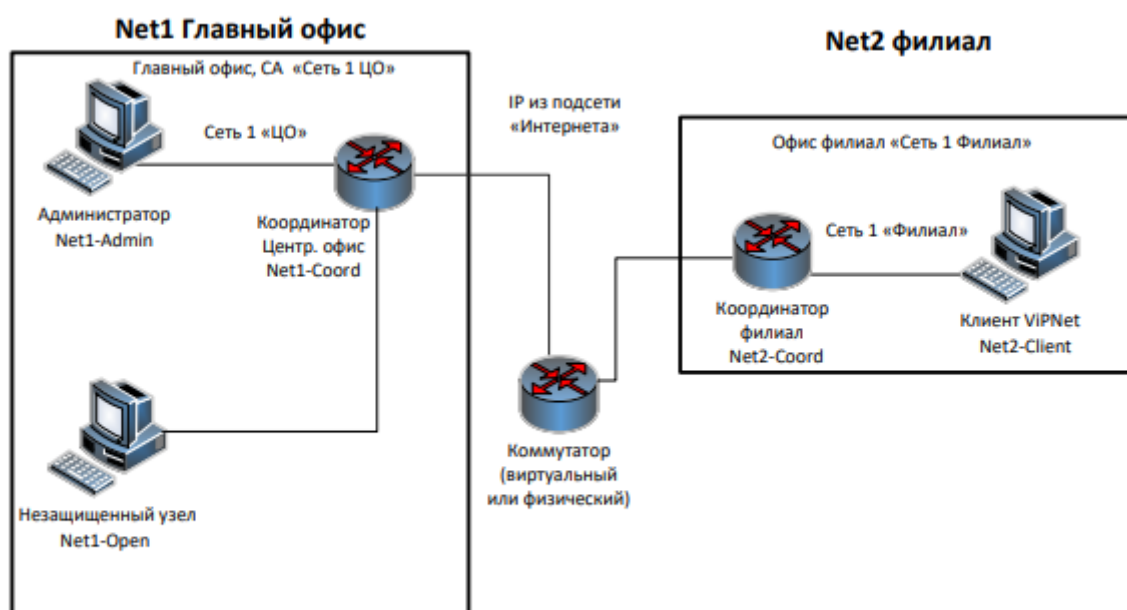 Net1 Главный офис
Главный офис, СА «Сеть 1 ЦО»
Сеть 1 «ЦО»
Администратор
Net1-Admin
Координатор
Центр. офис
Net1-Coord
Незащищенный узел
Net1-Open
IP из подсети
«Интернета»
Коммутатор
(виртуальный
или физический)
Net2 филиал
Офис филиал «Сеть 1 Филиал»
Сеть 1 «Филиал»
Координатор
филиал
Net2-Coord
Клиент ViPNet
Net2-Client